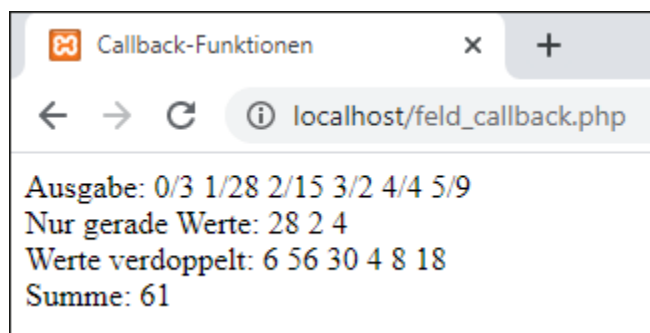 Callback-Funktionen
localhost/feld_callback.php
Ausgabe: 0/3 1/28 2/15 3/2 4/4 5/9
Nur gerade Werte: 28 2 4
Werte verdoppelt: 6 56 30 4 8 18
Summe: 61